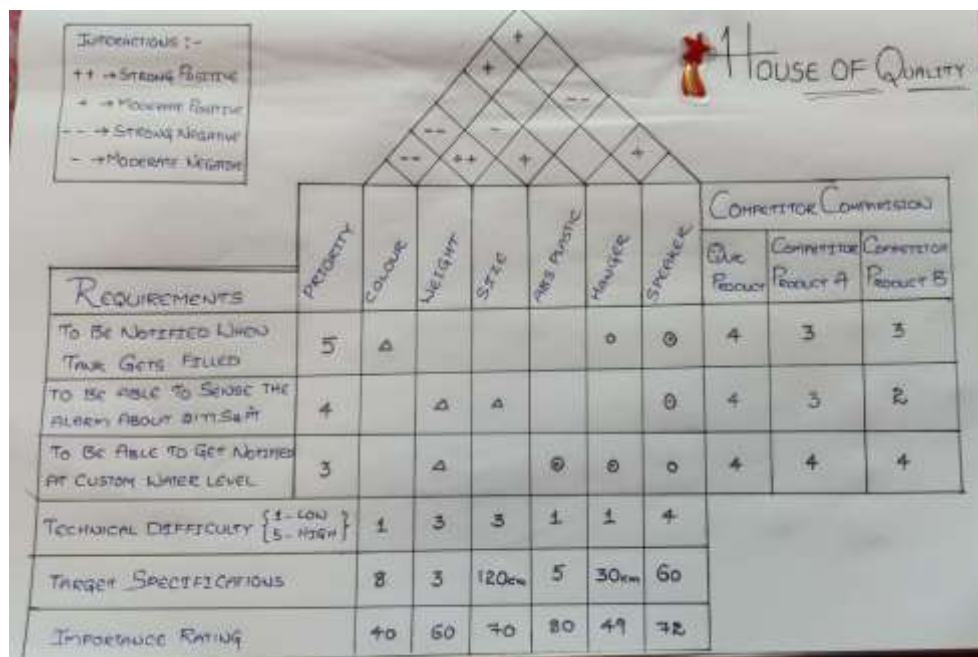 INTERACTIONS :-
++ → STRONG POSITIVE
+ → MODERATE POSITIVE
-- → STRONG NEGATIVE
- → MODERATE NEGATIVE
HOUSE OF QUALITY
+
+ --
-- - +
-- ++ + +
REQUIREMENTS PRIORITY COLOUR WEIGHT SIZE ABS PLASTIC HANGER SPEAKER
COMPETITOR COMPARISION
OUR PRODUCT COMPETITOR PRODUCT A COMPETITOR PRODUCT B
TO BE NOTIFIED WHEN
TANK GETS FILLED 5 △ ○ ⊙ 4 3 3
TO BE ABLE TO SENSE THE
ALARM ABOUT 4 △ △ ⊙ 4 3 2
TO BE ABLE TO GET NOTIFIED
AT CUSTOM WATER LEVEL 3 △ ⊙ ⊙ ○ 4 4 4
TECHNICAL DIFFICULTY {1-LOW 5-HIGH} 1 3 3 1 1 4
TARGET SPECIFICATIONS 8 3 120cm 5 30cm 60
IMPORTANCE RATING 40 60 70 80 49 72